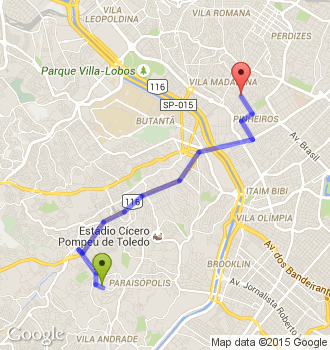 VILA
LEOPOLDINA
VILA ROMANA
PERDIZES
Parque Villa-Lobos
116
VILA MADALENA
SP-015
BUTANTÃ
PINHEIROS
Av. Brasil
ITAIM BIBI
116
VILA OLÍMPIA
Estádio Cícero
Pompeu de Toledo
Av. dos Bandeirantes
BROOKLIN
PARAISÓPOLIS
Av. Jornalista Roberto
VILA ANDRADE
Google
Map data ©2015 Google